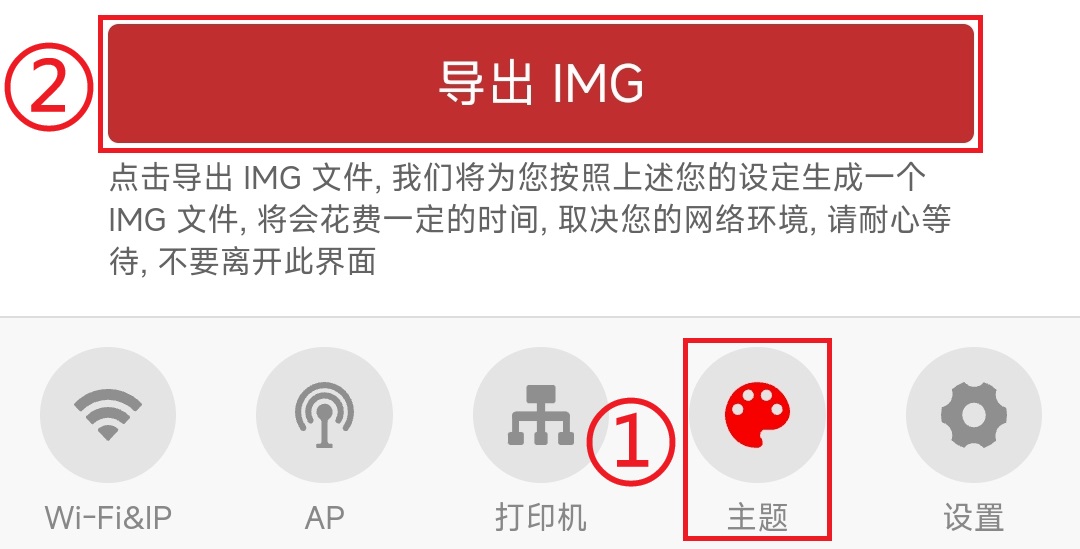 ②
导出 IMG
点击导出 IMG 文件, 我们将为您按照上述您的设定生成一个
IMG 文件, 将会花费一定的时间, 取决您的网络环境, 请耐心等
待, 不要离开此界面
①
Wi-Fi&IP
AP
打印机
主题
设置